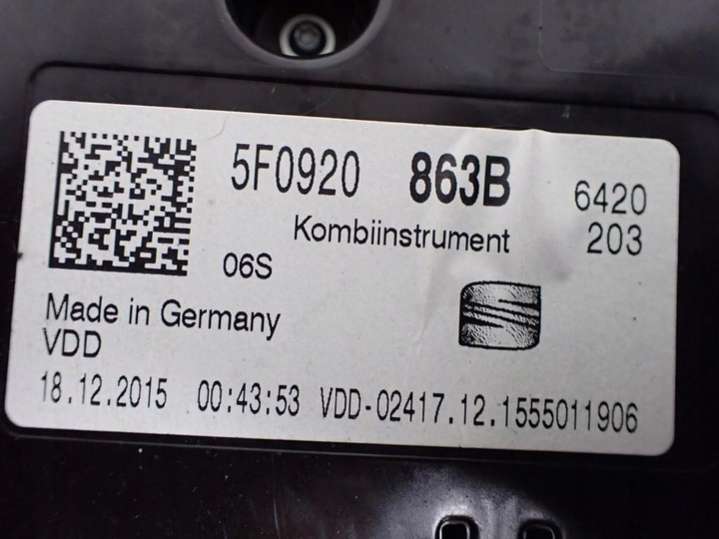 5F0920 863B 6420
Kombiinstrument 203
06S
Made in Germany
VDD
18.12.2015 00:43:53 VDD-02417.12.1555011906